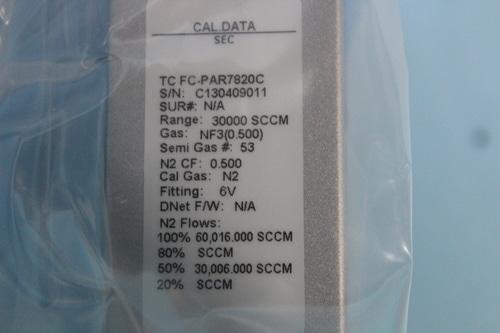 CAL.DATA
SEC
TC FC-PAR7820C
S/N: C130409011
SUR#: N/A
Range: 30000 SCCM
Gas: NF3(0.500)
Semi Gas #: 53
N2 CF: 0.500
Cal Gas: N2
Fitting: 6V
DNet F/W: N/A
N2 Flows:
100% 60,016.000 SCCM
80% SCCM
50% 30,006.000 SCCM
20% SCCM